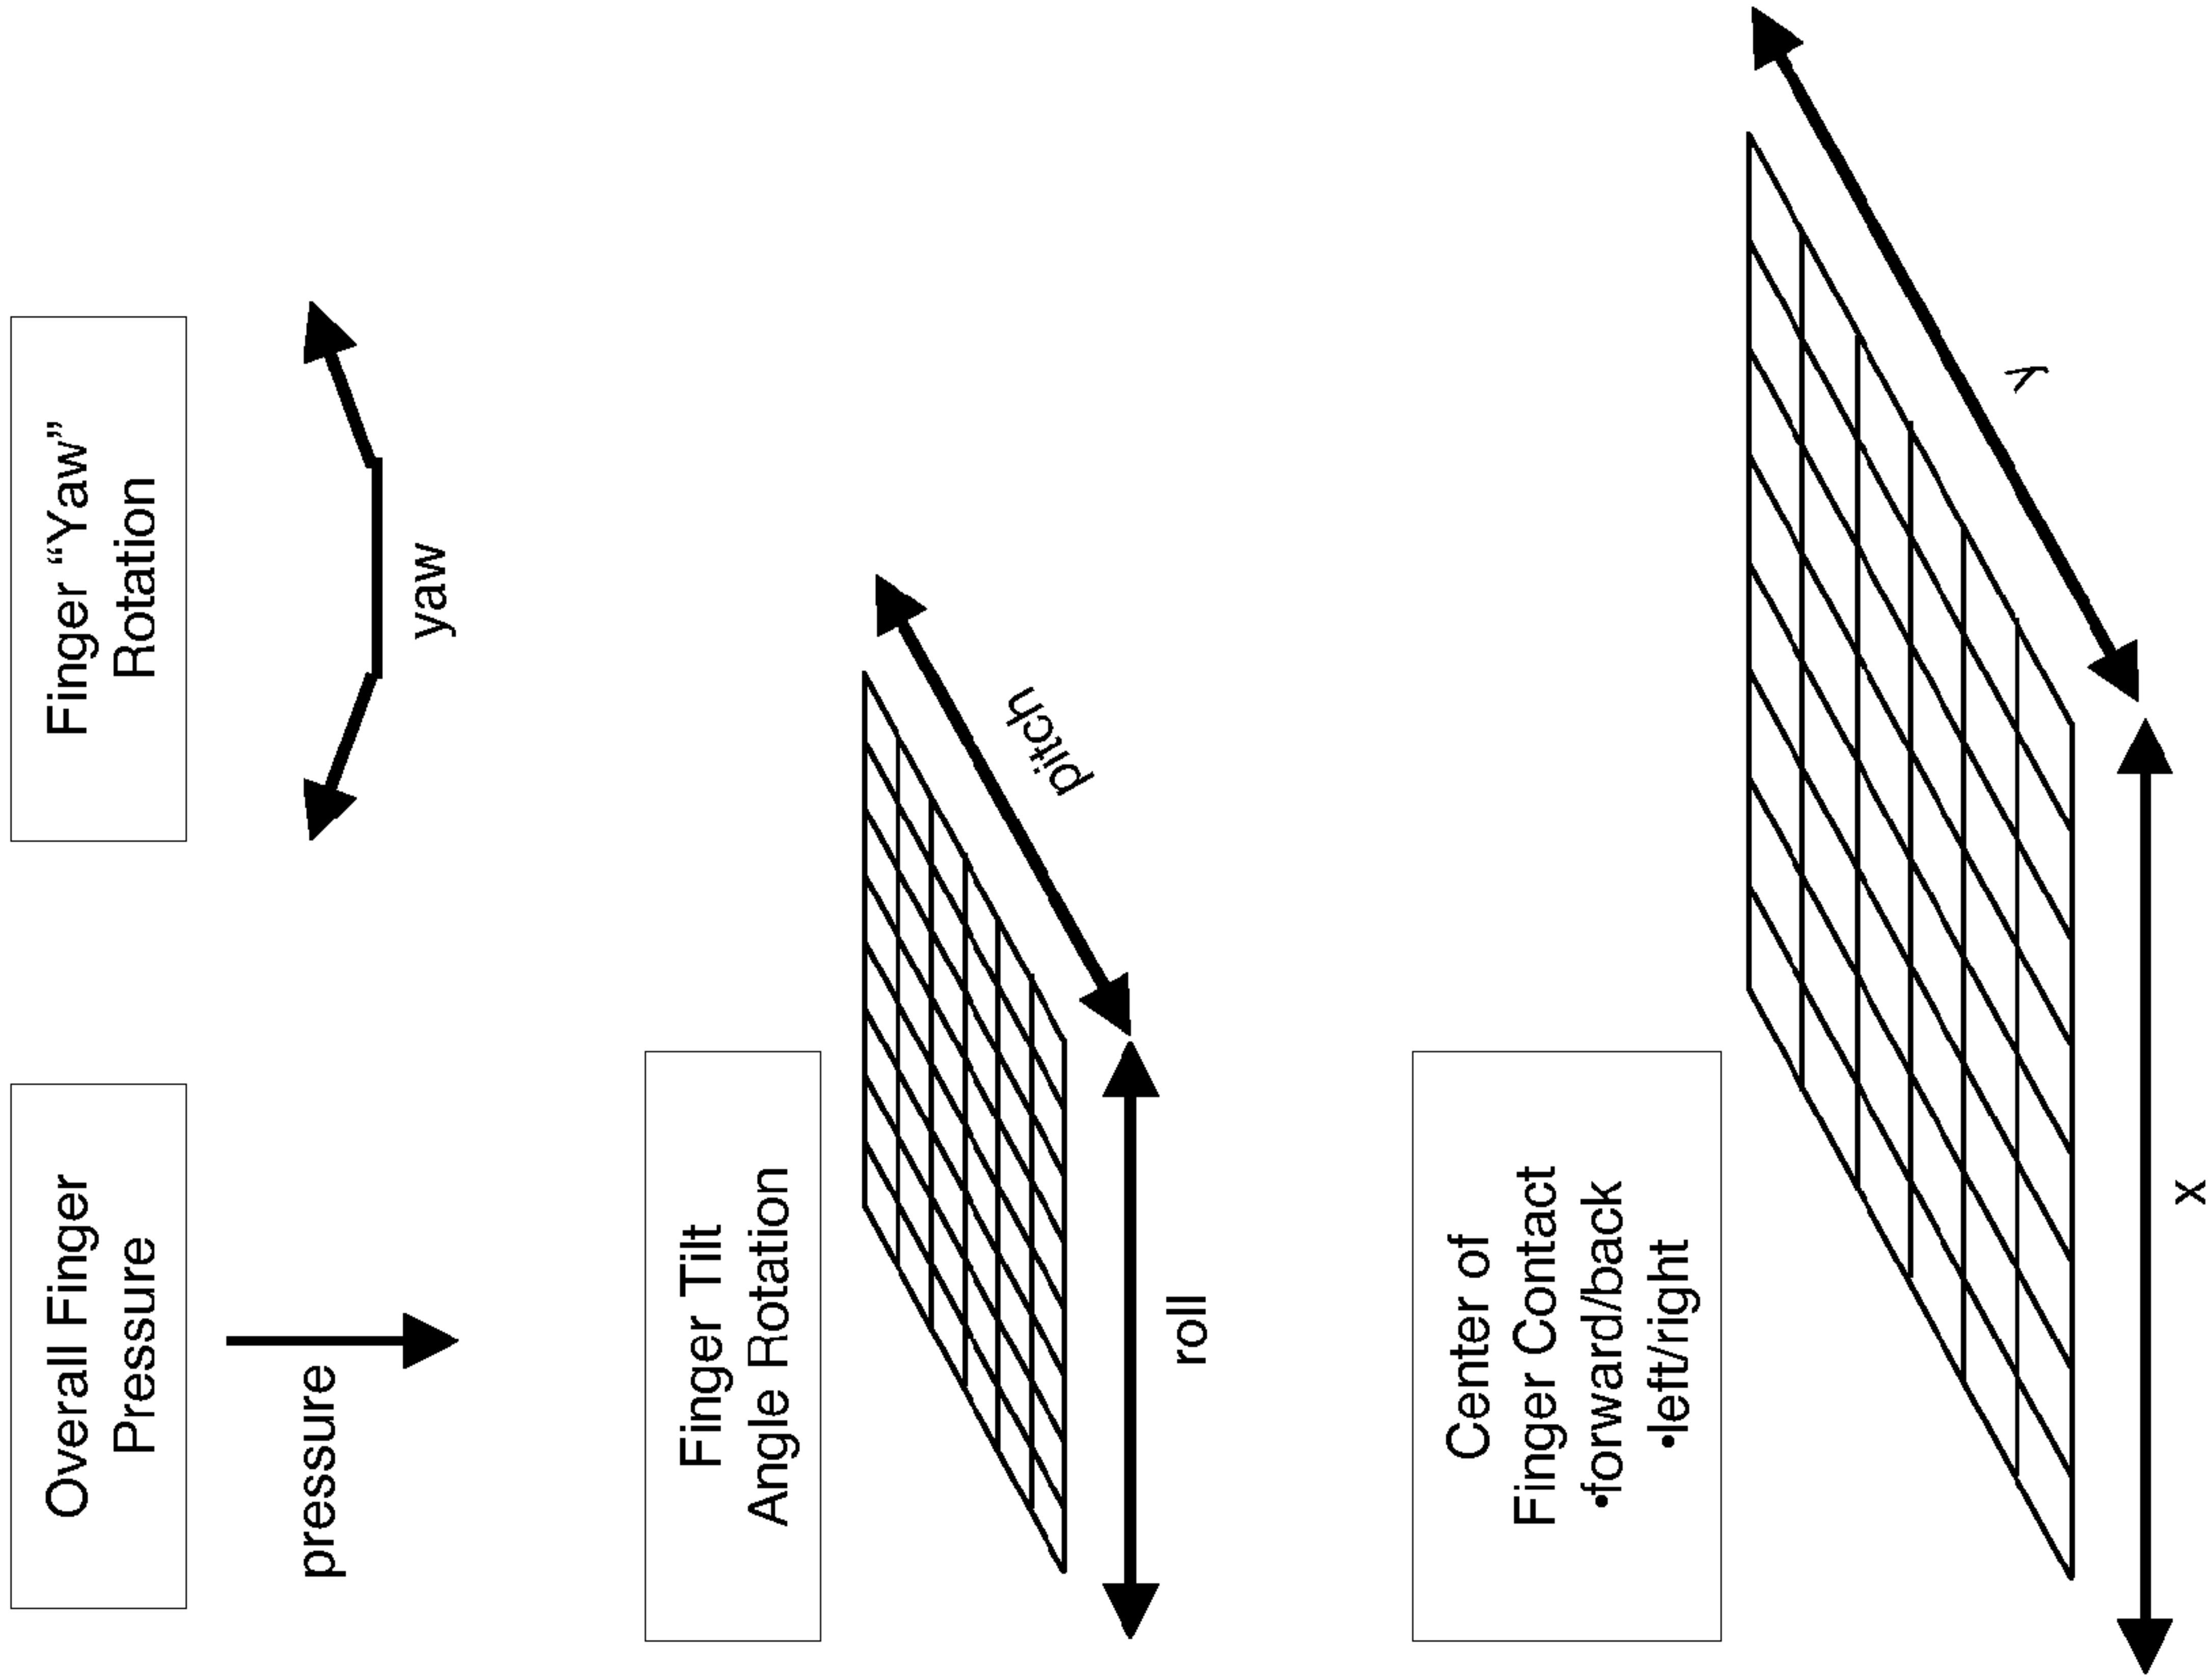 Overall Finger
Pressure
pressure
Finger “Yaw”
Rotation
yaw
Finger Tilt
Angle Rotation
pitch
roll
Center of
Finger Contact
•forward/back
•left/right
y
x